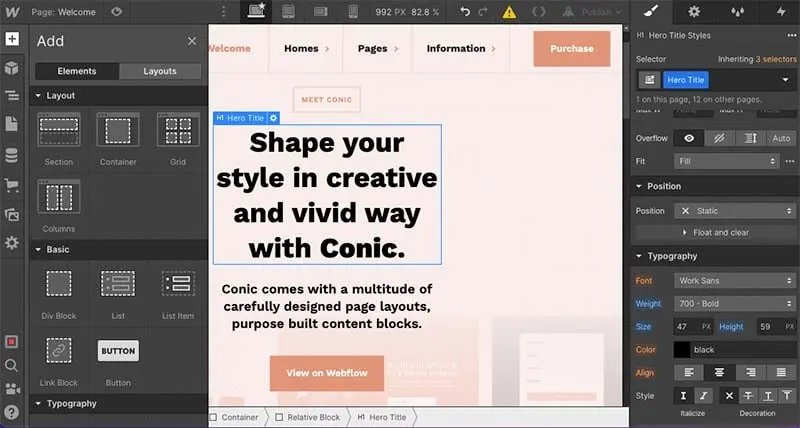 Page: Welcome
992 PX 82.8 %
Publish
Add
Elements
Layouts
Layout
Section
Container
Grid
Columns
Basic
Div Block
List
List Item
BUTTON
Link Block
Button
Typography
Welcome
Homes
Pages
Information
Purchase
MEET CONIC
H1 Hero Title
Shape your
style in creative
and vivid way
with Conic.
Conic comes with a multitude of
carefully designed page layouts,
purpose built content blocks.
View on Webflow
Container
Relative Block
H1 Hero Title
Hero Title Styles
Selector
Inheriting 3 selectors
Hero Title
1 on this page, 12 on other pages.
Overflow
Auto
Fit
Fill
Position
Position
Static
Float and clear
Typography
Font
Work Sans
Weight
700 - Bold
Size
47 PX
Height
59 PX
Color
black
Align
Style
Italicize
Decoration